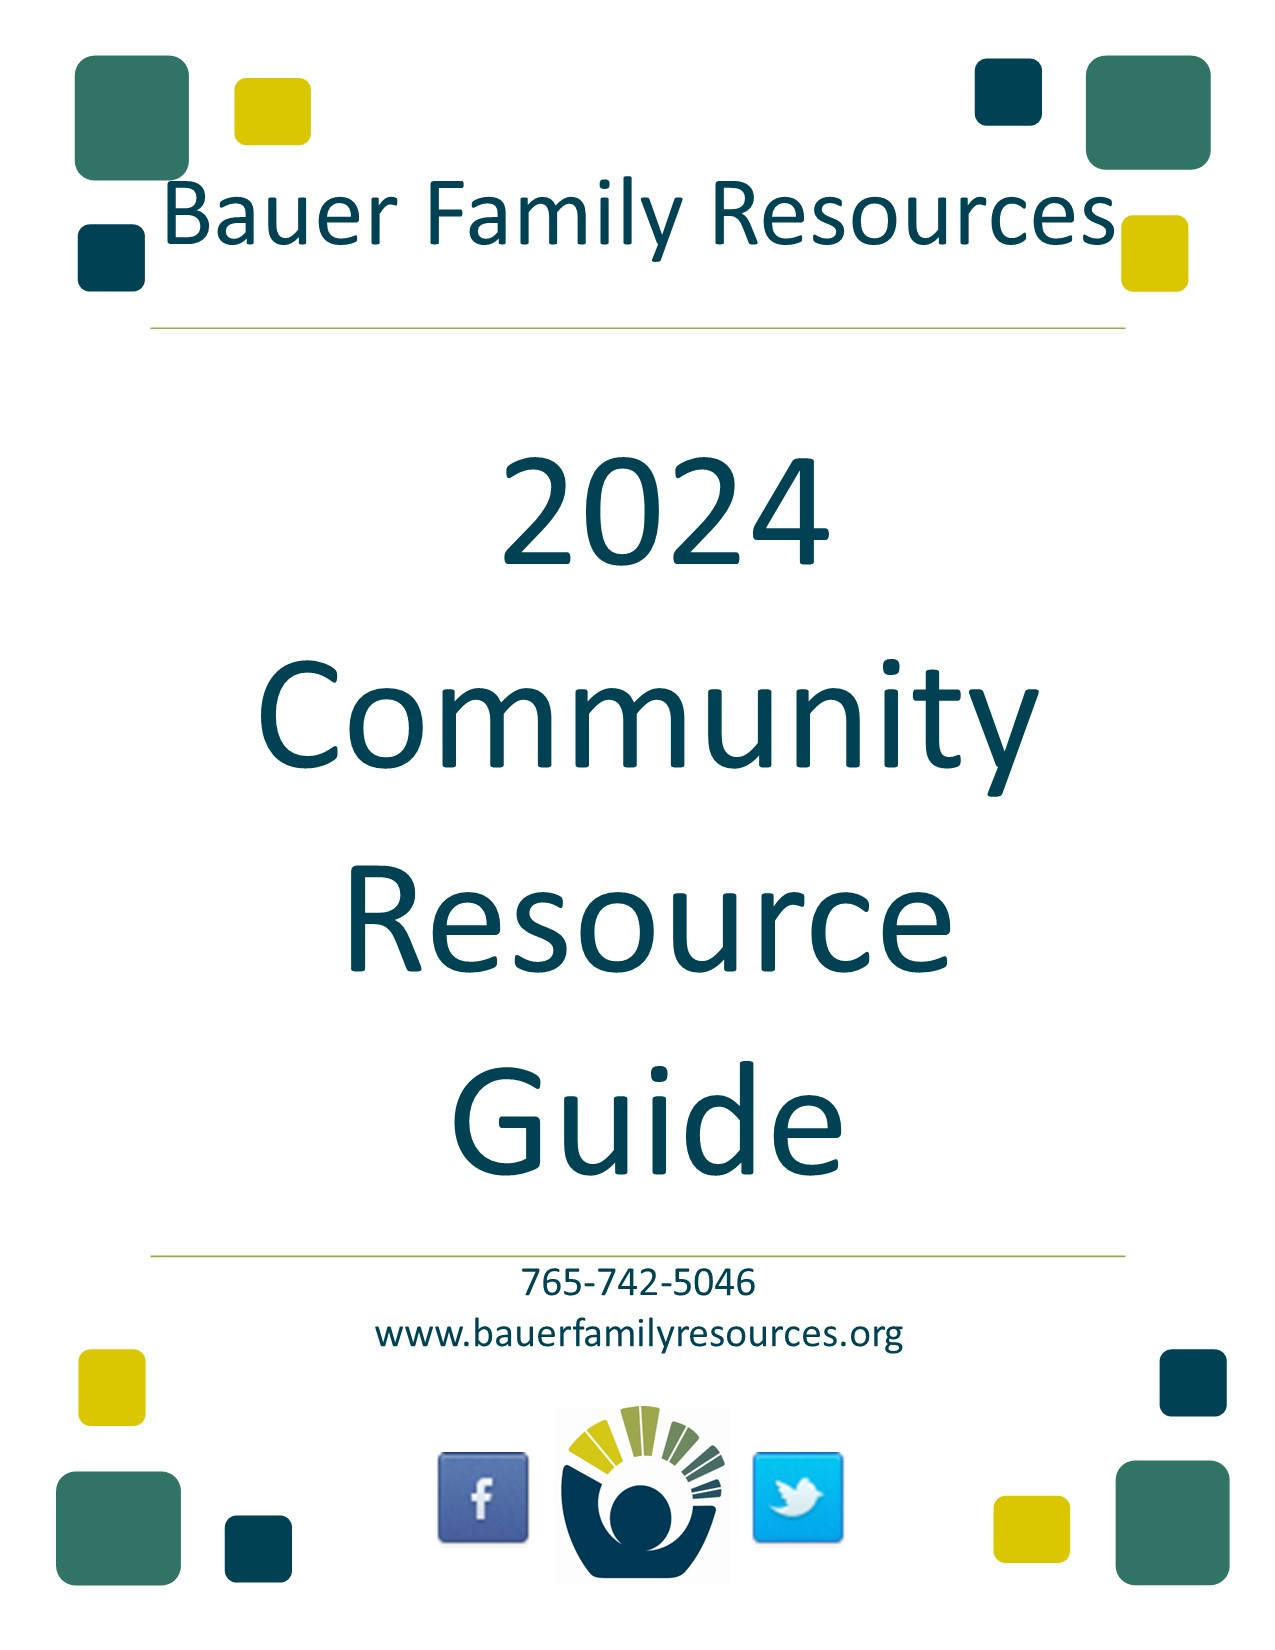 Bauer Family Resources
2024
Community
Resource
Guide
765-742-5046
www.bauerfamilyresources.org
f